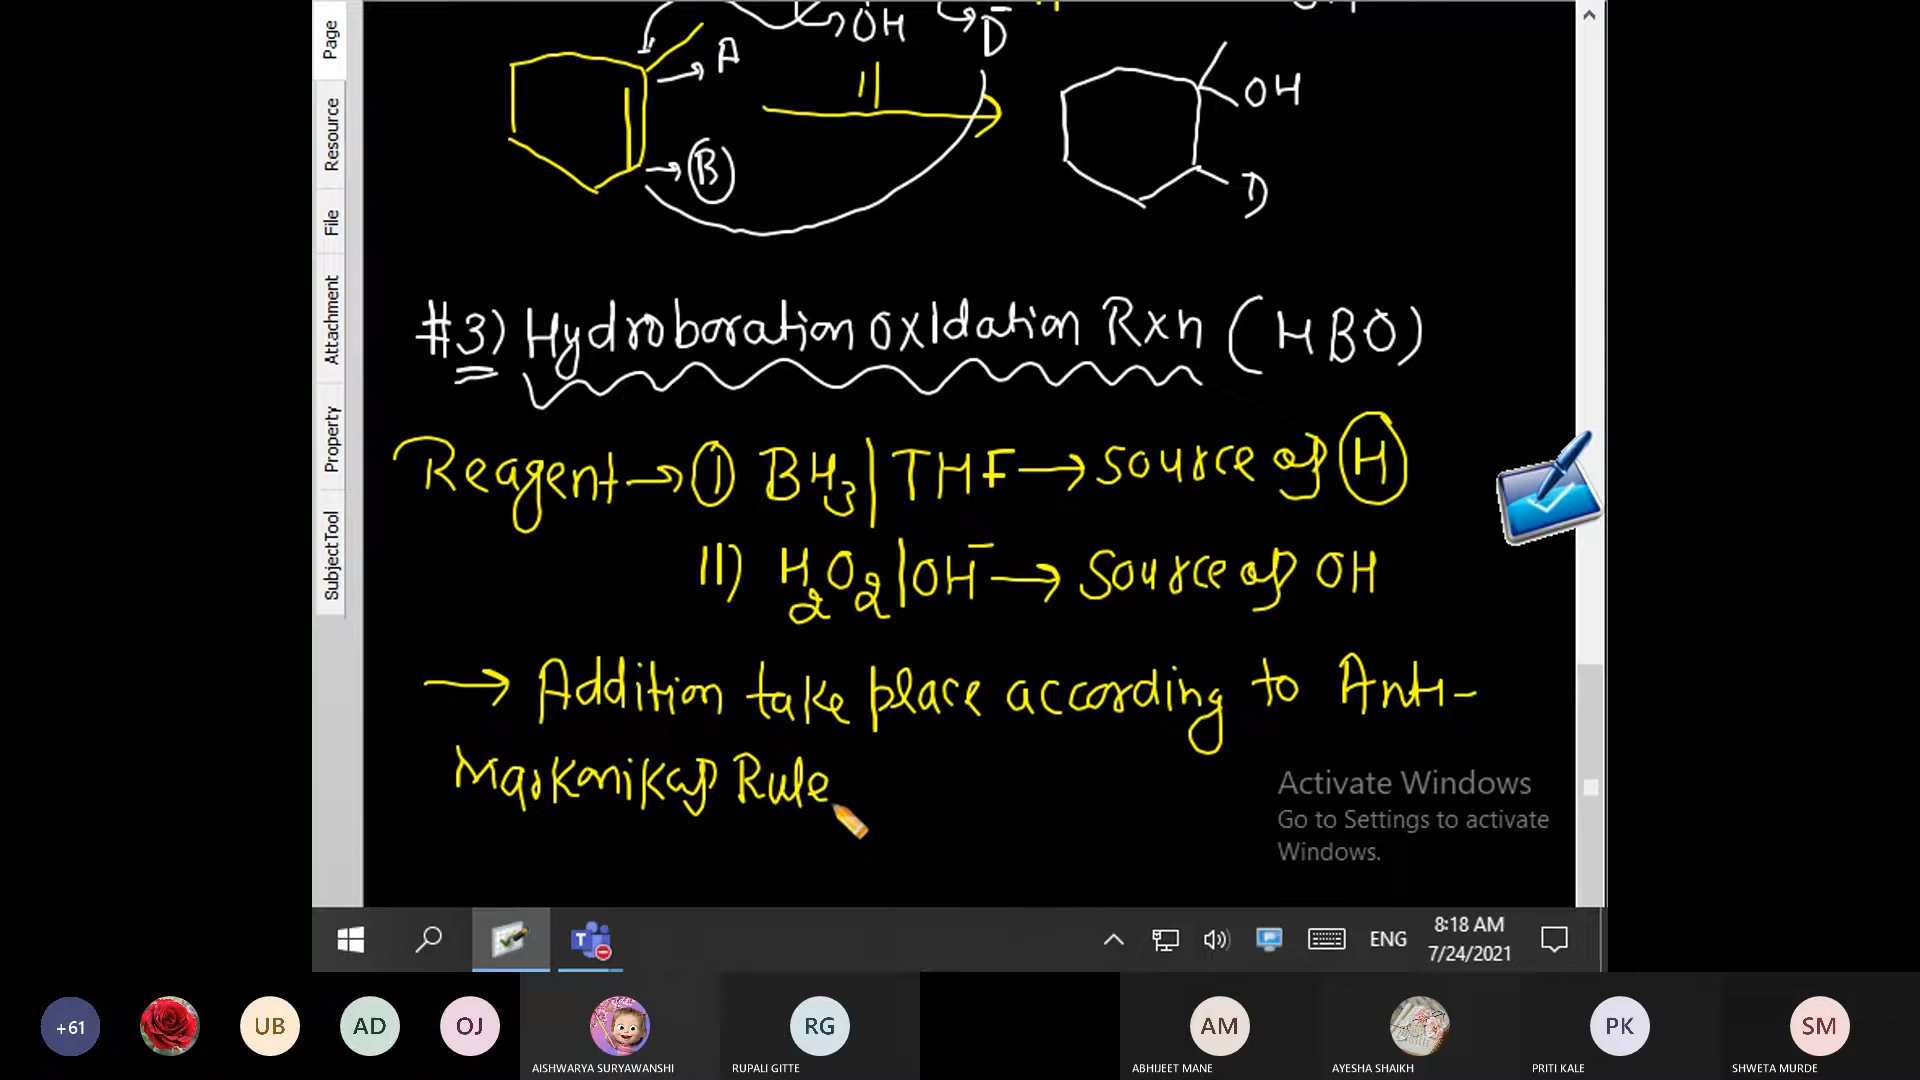 Page
Resource
File
Attachment
Property
SubjectTool
OH
D̄
A
II
B
OH
D
#3) Hydroboration oxidation Rxn (HBO)
Reagent → ① BH₃ | THF → Source of Ⓗ
II) H₂O₂ | OH⁻ → Source of OH
→ Addition take place according to Anti-
Markonikof Rule
Activate Windows
Go to Settings to activate
Windows.
ENG
8:18 AM
7/24/2021
+61
UB
AD
OJ
AISHWARYA SURYAWANSHI
RG
RUPALI GITTE
AM
ABHIJEET MANE
AYESHA SHAIKH
PK
PRITI KALE
SM
SHWETA MURDE